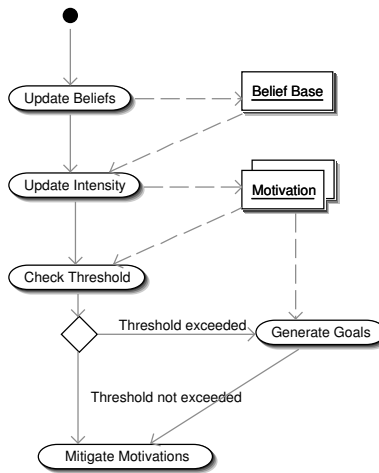 Update Beliefs
Belief Base
Update Intensity
Motivation
Check Threshold
Threshold exceeded
Generate Goals
Threshold not exceeded
Mitigate Motivations